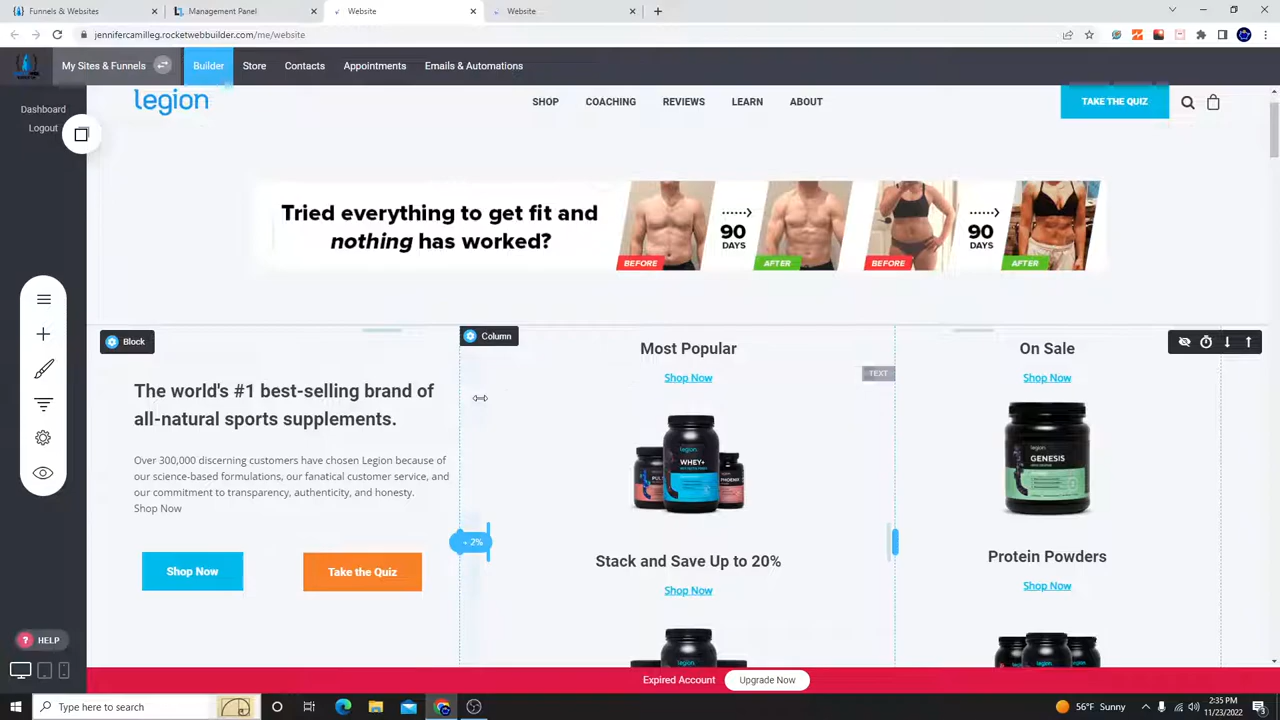 Funnels & Websites
Management Panel
Website
Website
jennifercamilleg.rocketwebbuilder.com/me/website
My Sites & Funnels
Builder
Store
Contacts
Appointments
Emails & Automations
Dashboard
Logout
legion
SHOP
COACHING
REVIEWS
LEARN
ABOUT
TAKE THE QUIZ
Tried everything to get fit and
nothing has worked?
90
DAYS
BEFORE
AFTER
90
DAYS
BEFORE
AFTER
Block
Column
The world's #1 best-selling brand of
all-natural sports supplements.
Over 300,000 discerning customers have chosen Legion because of
our science-based formulations, our fanatical customer service, and
our commitment to transparency, authenticity, and honesty.
Shop Now
Shop Now
Take the Quiz
Most Popular
Shop Now
TEXT
legion
WHEY+
PHOENIX
Stack and Save Up to 20%
Shop Now
legion
On Sale
Shop Now
legion
GENESIS
Protein Powders
Shop Now
legion
HELP
Expired Account
Upgrade Now
Type here to search
56°F Sunny
2:35 PM
11/23/2022